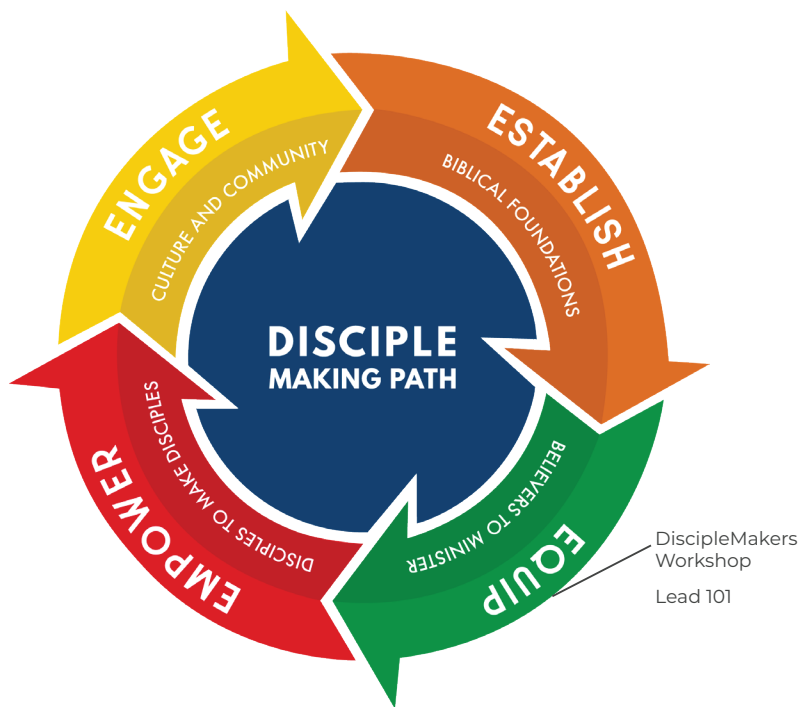 ENGAGE
CULTURE AND COMMUNITY
ESTABLISH
BIBLICAL FOUNDATIONS
DISCIPLE
MAKING PATH
EQUIP
BELIEVERS TO MINISTER
DiscipleMakers
Workshop
Lead 101
EMPOWER
DISCIPLES TO MAKE DISCIPLES